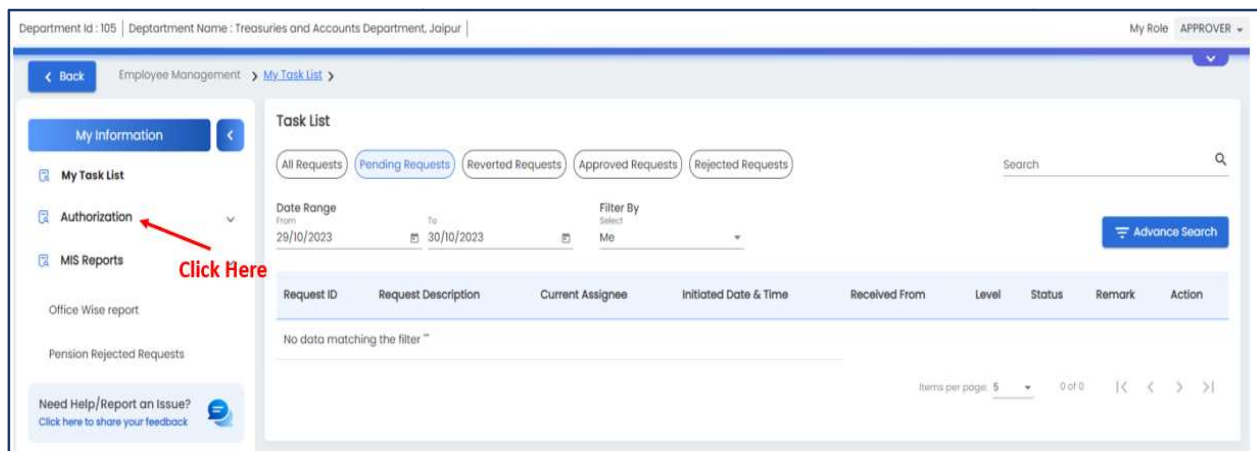 Department Id : 105 | Deptartment Name : Treasuries and Accounts Department, Jaipur |
My Role APPROVER
Back
Employee Management > My Task List >
My Information
My Task List
Authorization
MIS Reports
Click Here
Office Wise report
Pension Rejected Requests
Need Help/Report an Issue?
Click here to share your feedback
Task List
All Requests Pending Requests Reverted Requests Approved Requests Rejected Requests
Search
Date Range
From To
29/10/2023 30/10/2023
Filter By
Select
Me
Advance Search
Request ID Request Description Current Assignee Initiated Date & Time Received From Level Status Remark Action
No data matching the filter ""
Items per page: 5 0 of 0